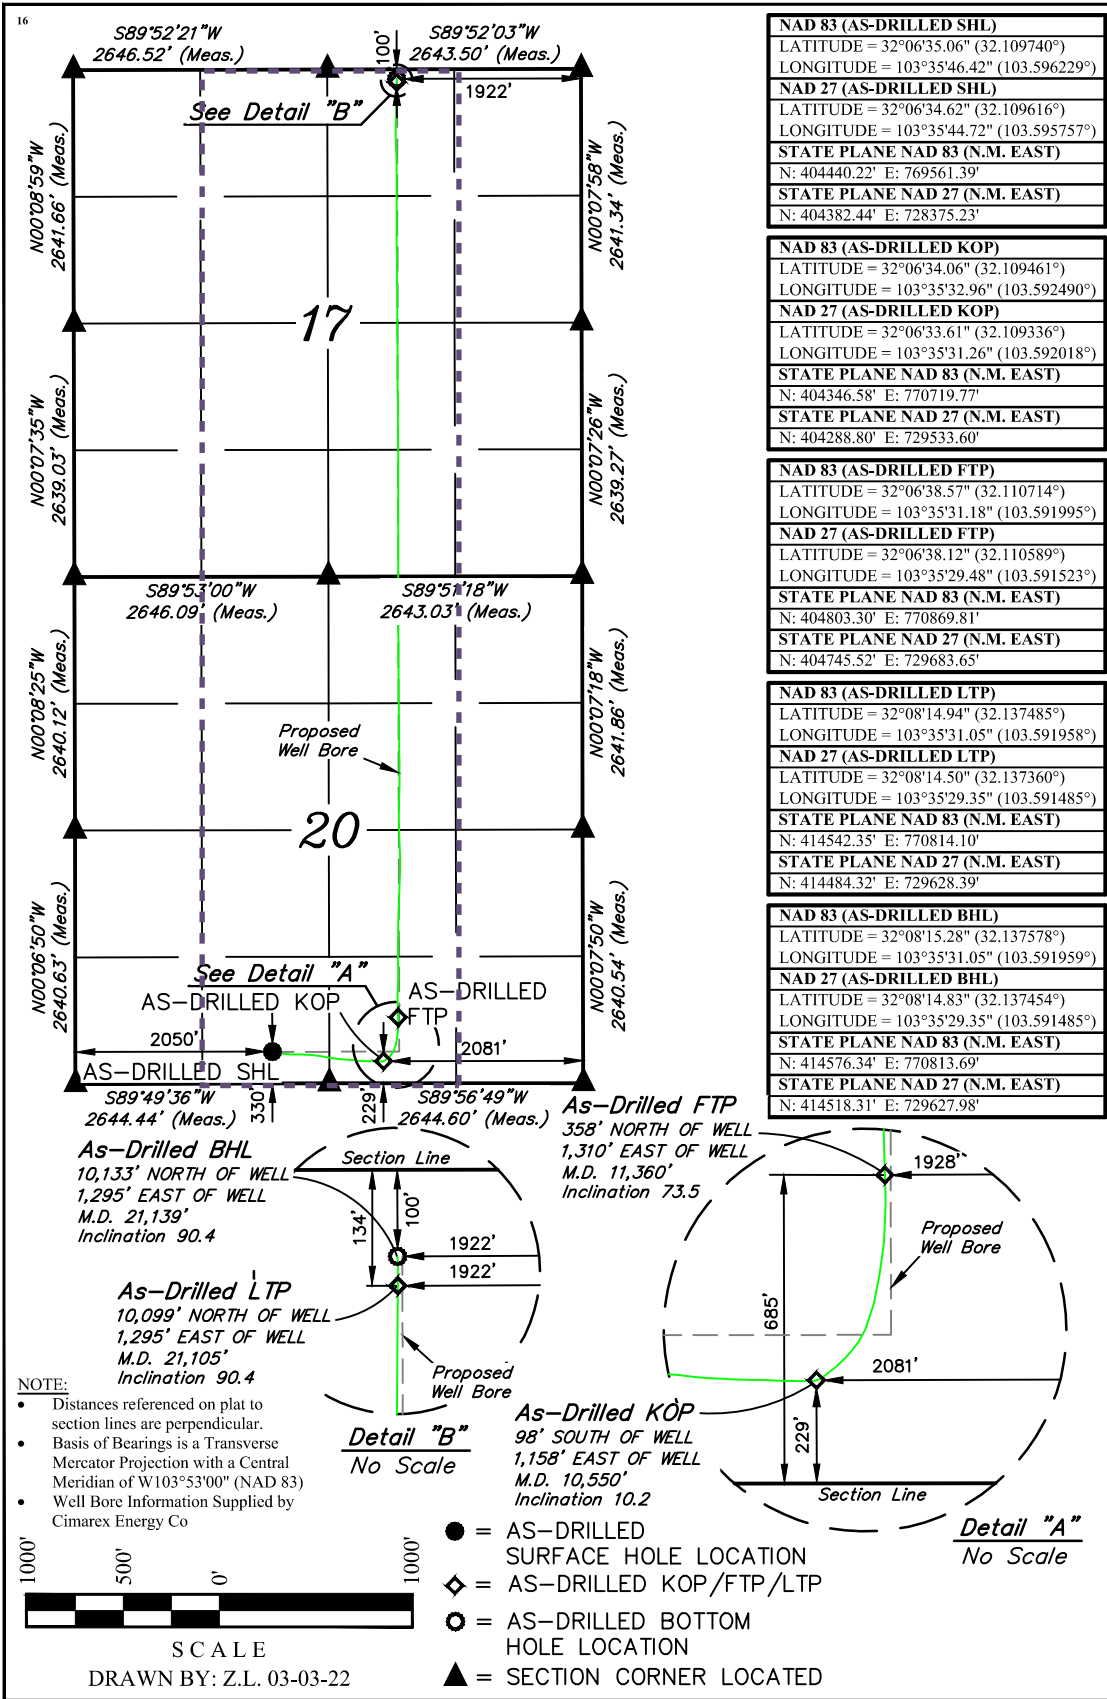 16
S89°52'21"W
2646.52' (Meas.)
100'
S89°52'03"W
2643.50' (Meas.)
1922'
See Detail "B"
N00°08'59"W
2641.66' (Meas.)
N00°07'58"W
2641.34' (Meas.)
17
N00°07'35"W
2639.03' (Meas.)
N00°07'26"W
2639.27' (Meas.)
S89°53'00"W
2646.09' (Meas.)
S89°51'18"W
2643.03' (Meas.)
N00°08'25"W
2640.12' (Meas.)
N00°07'18"W
2641.86' (Meas.)
Proposed
Well Bore
20
N00°06'50"W
2640.63' (Meas.)
N00°07'50"W
2640.54' (Meas.)
See Detail "A"
AS-DRILLED KOP
AS-DRILLED
FTP
2050'
2081'
AS-DRILLED SHL
S89°49'36"W
2644.44' (Meas.)
330'
229'
S89°56'49"W
2644.60' (Meas.)
NAD 83 (AS-DRILLED SHL)
LATITUDE = 32°06'35.06" (32.109740°)
LONGITUDE = 103°35'46.42" (103.596229°)
NAD 27 (AS-DRILLED SHL)
LATITUDE = 32°06'34.62" (32.109616°)
LONGITUDE = 103°35'44.72" (103.595757°)
STATE PLANE NAD 83 (N.M. EAST)
N: 404440.22' E: 769561.39'
STATE PLANE NAD 27 (N.M. EAST)
N: 404382.44' E: 728375.23'
NAD 83 (AS-DRILLED KOP)
LATITUDE = 32°06'34.06" (32.109461°)
LONGITUDE = 103°35'32.96" (103.592490°)
NAD 27 (AS-DRILLED KOP)
LATITUDE = 32°06'33.61" (32.109336°)
LONGITUDE = 103°35'31.26" (103.592018°)
STATE PLANE NAD 83 (N.M. EAST)
N: 404346.58' E: 770719.77'
STATE PLANE NAD 27 (N.M. EAST)
N: 404288.80' E: 729533.60'
NAD 83 (AS-DRILLED FTP)
LATITUDE = 32°06'38.57" (32.110714°)
LONGITUDE = 103°35'31.18" (103.591995°)
NAD 27 (AS-DRILLED FTP)
LATITUDE = 32°06'38.12" (32.110589°)
LONGITUDE = 103°35'29.48" (103.591523°)
STATE PLANE NAD 83 (N.M. EAST)
N: 404803.30' E: 770869.81'
STATE PLANE NAD 27 (N.M. EAST)
N: 404745.52' E: 729683.65'
NAD 83 (AS-DRILLED LTP)
LATITUDE = 32°08'14.94" (32.137485°)
LONGITUDE = 103°35'31.05" (103.591958°)
NAD 27 (AS-DRILLED LTP)
LATITUDE = 32°08'14.50" (32.137360°)
LONGITUDE = 103°35'29.35" (103.591485°)
STATE PLANE NAD 83 (N.M. EAST)
N: 414542.35' E: 770814.10'
STATE PLANE NAD 27 (N.M. EAST)
N: 414484.32' E: 729628.39'
NAD 83 (AS-DRILLED BHL)
LATITUDE = 32°08'15.28" (32.137578°)
LONGITUDE = 103°35'31.05" (103.591959°)
NAD 27 (AS-DRILLED BHL)
LATITUDE = 32°08'14.83" (32.137454°)
LONGITUDE = 103°35'29.35" (103.591485°)
STATE PLANE NAD 83 (N.M. EAST)
N: 414576.34' E: 770813.69'
STATE PLANE NAD 27 (N.M. EAST)
N: 414518.31' E: 729627.98'
As-Drilled BHL
10,133' NORTH OF WELL
1,295' EAST OF WELL
M.D. 21,139'
Inclination 90.4
As-Drilled LTP
10,099' NORTH OF WELL
1,295' EAST OF WELL
M.D. 21,105'
Inclination 90.4
Section Line
134'
100'
1922'
1922'
Proposed
Well Bore
Detail "B"
No Scale
As-Drilled FTP
358' NORTH OF WELL
1,310' EAST OF WELL
M.D. 11,360'
Inclination 73.5
1928'
Proposed
Well Bore
685'
2081'
As-Drilled KOP
98' SOUTH OF WELL
1,158' EAST OF WELL
M.D. 10,550'
Inclination 10.2
229'
Section Line
Detail "A"
No Scale
NOTE:
• Distances referenced on plat to
section lines are perpendicular.
• Basis of Bearings is a Transverse
Mercator Projection with a Central
Meridian of W103°53'00" (NAD 83)
• Well Bore Information Supplied by
Cimarex Energy Co
1000'
500'
0'
1000'
SCALE
DRAWN BY: Z.L. 03-03-22
= AS-DRILLED
SURFACE HOLE LOCATION
= AS-DRILLED KOP/FTP/LTP
= AS-DRILLED BOTTOM
HOLE LOCATION
= SECTION CORNER LOCATED